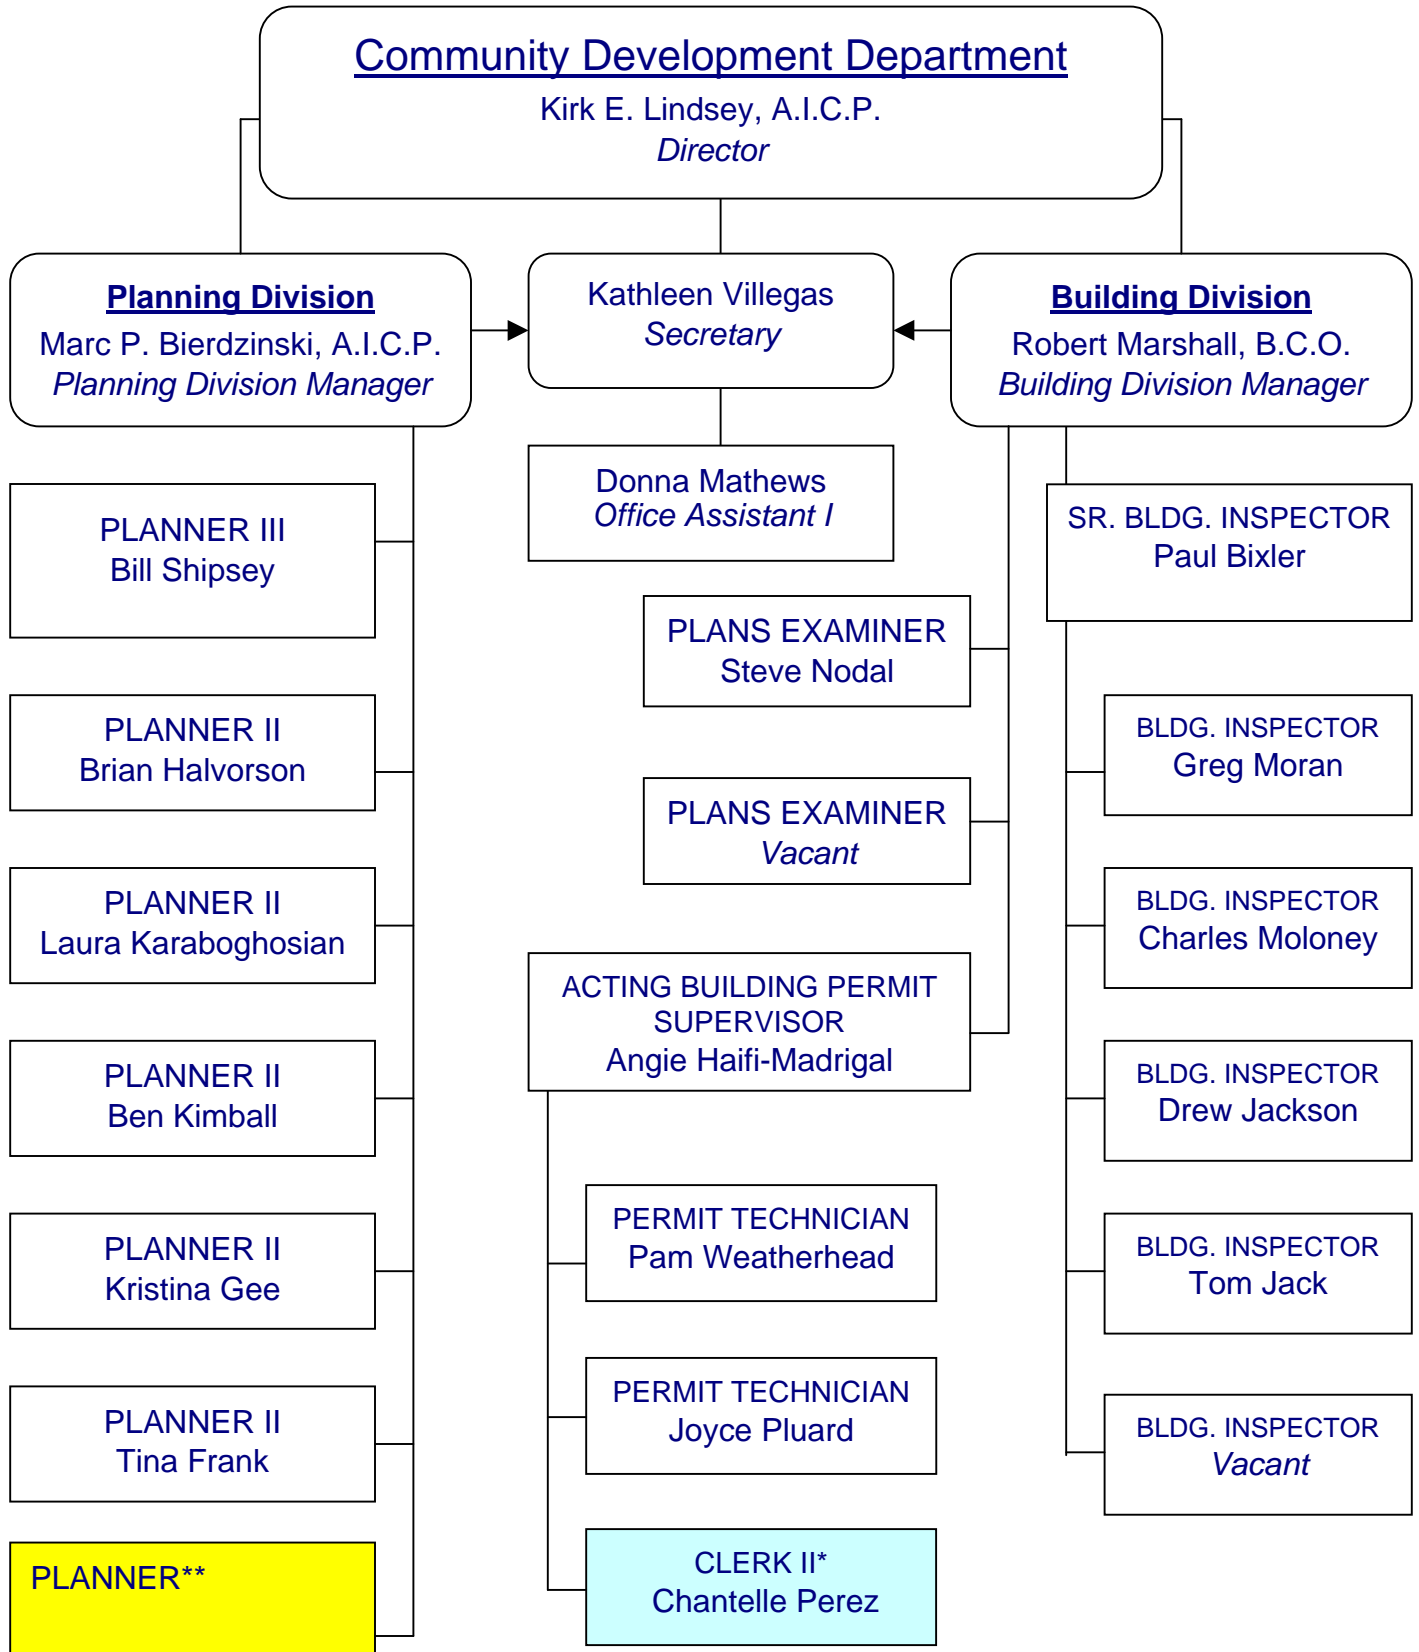 Community Development Department
Kirk E. Lindsey, A.I.C.P.
Director
Planning Division
Marc P. Bierdzinski, A.I.C.P.
Planning Division Manager
Kathleen Villegas
Secretary
Building Division
Robert Marshall, B.C.O.
Building Division Manager
Donna Mathews
Office Assistant I
PLANNER III
Bill Shipsey
PLANNER II
Brian Halvorson
PLANNER II
Laura Karaboghosian
PLANNER II
Ben Kimball
PLANNER II
Kristina Gee
PLANNER II
Tina Frank
PLANNER**
PLANS EXAMINER
Steve Nodal
PLANS EXAMINER
Vacant
ACTING BUILDING PERMIT
SUPERVISOR
Angie Haifi-Madrigal
PERMIT TECHNICIAN
Pam Weatherhead
PERMIT TECHNICIAN
Joyce Pluard
CLERK II*
Chantelle Perez
SR. BLDG. INSPECTOR
Paul Bixler
BLDG. INSPECTOR
Greg Moran
BLDG. INSPECTOR
Charles Moloney
BLDG. INSPECTOR
Drew Jackson
BLDG. INSPECTOR
Tom Jack
BLDG. INSPECTOR
Vacant